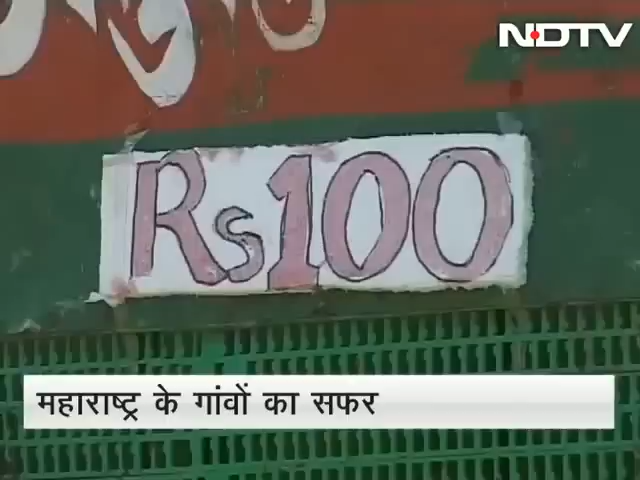 NDTV
Rs100
महाराष्ट्र के गांवों का सफर